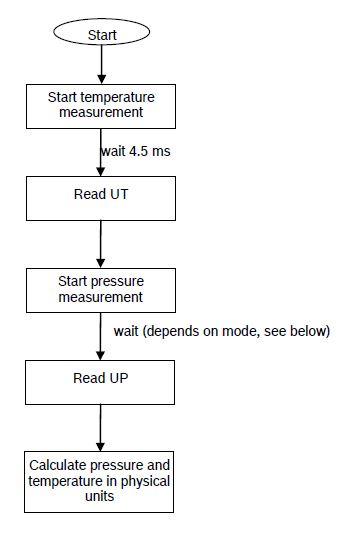 Start
Start temperature
measurement
wait 4.5 ms
Read UT
Start pressure
measurement
wait (depends on mode, see below)
Read UP
Calculate pressure and
temperature in physical
units